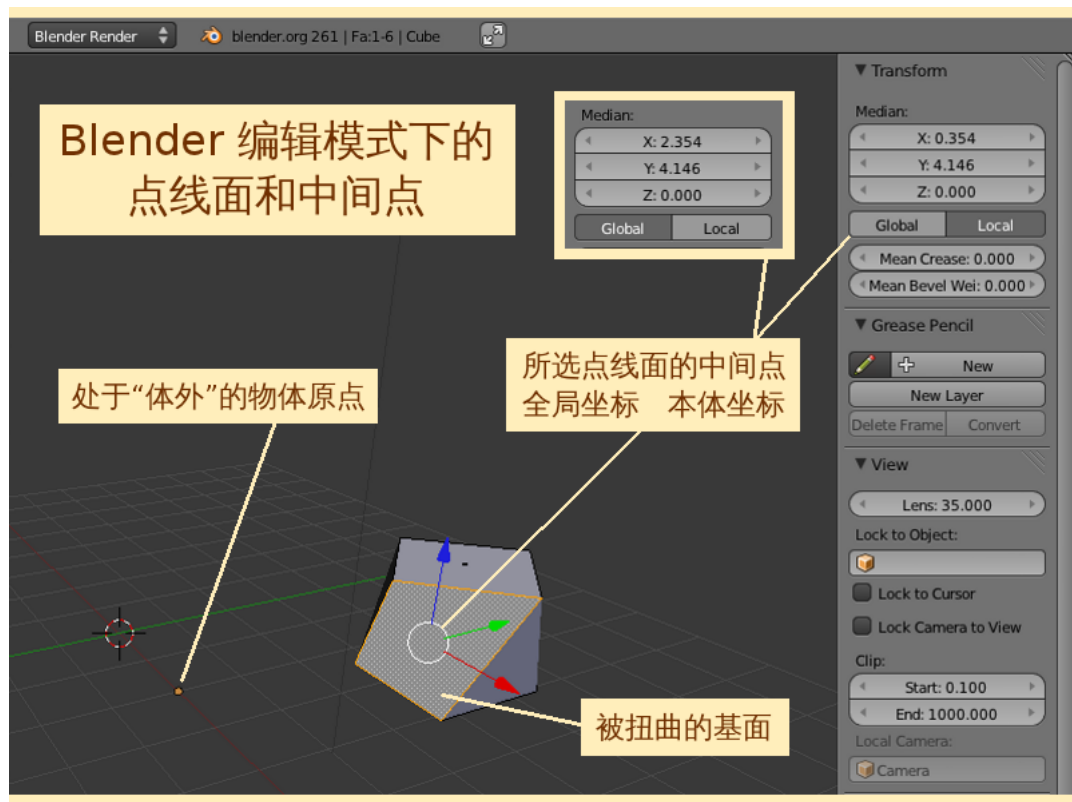 Blender Render
blender.org 261 | Fa:1-6 | Cube
Blender 编辑模式下的
点线面和中间点
Median:
X: 2.354
Y: 4.146
Z: 0.000
Global Local
处于“体外”的物体原点
所选点线面的中间点
全局坐标 本体坐标
被扭曲的基面
Transform
Median:
X: 0.354
Y: 4.146
Z: 0.000
Global Local
Mean Crease: 0.000
Mean Bevel Wei: 0.000
Grease Pencil
New
New Layer
Delete Frame Convert
View
Lens: 35.000
Lock to Object:
Lock to Cursor
Lock Camera to View
Clip:
Start: 0.100
End: 1000.000
Local Camera:
Camera